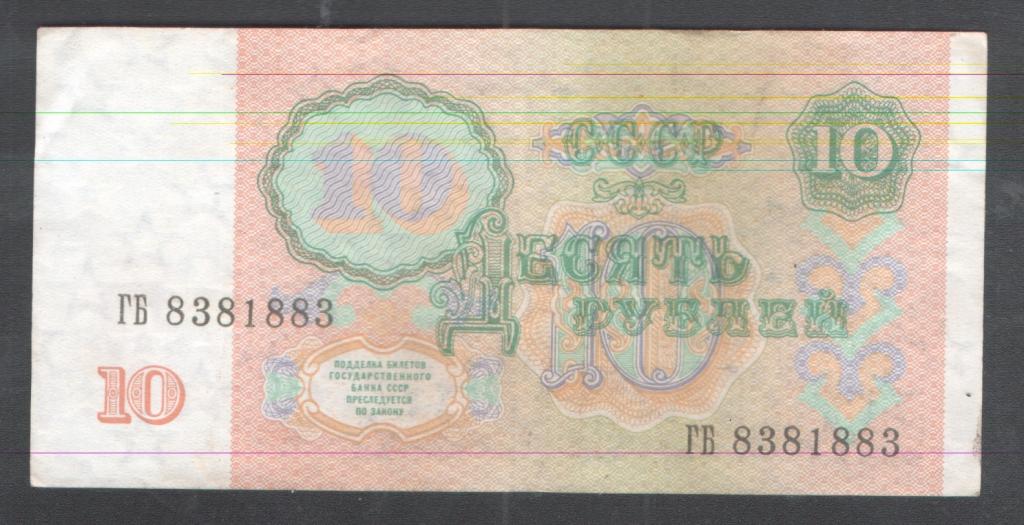 10
СССР
10
10
ДЕСЯТЬ
РУБЛЕЙ
ГБ 8381883
ПОДДЕЛКА БИЛЕТОВ
ГОСУДАРСТВЕННОГО
БАНКА СССР
ПРЕСЛЕДУЕТСЯ
ПО ЗАКОНУ
10
ГБ 8381883